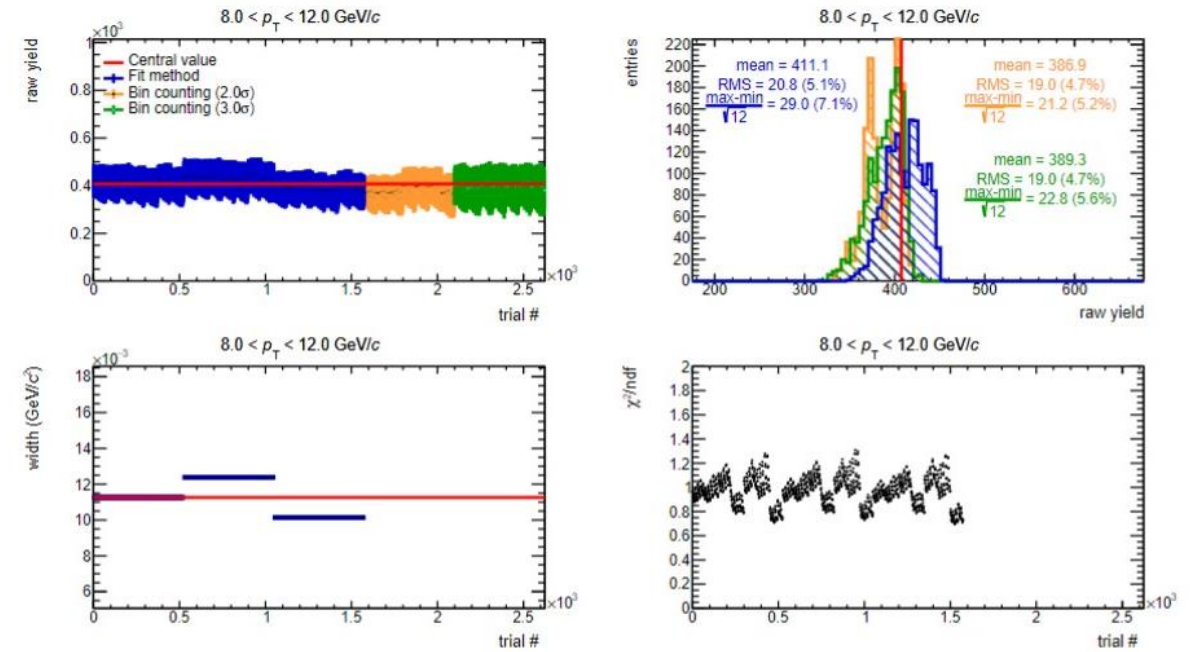 8.0 < pT < 12.0 GeV/c
×10³
raw yield
1
0.8
0.6
0.4
0.2
0
Central value
Fit method
Bin counting (2.0σ)
Bin counting (3.0σ)
0 0.5 1 1.5 2 2.5
×10³
trial #
8.0 < pT < 12.0 GeV/c
entries
220
200
180
160
140
120
100
80
60
40
20
0
mean = 411.1
RMS = 20.8 (5.1%)
max-min/√12 = 29.0 (7.1%)
mean = 386.9
RMS = 19.0 (4.7%)
max-min/√12 = 21.2 (5.2%)
mean = 389.3
RMS = 19.0 (4.7%)
max-min/√12 = 22.8 (5.6%)
200 300 400 500 600
raw yield
8.0 < pT < 12.0 GeV/c
×10⁻³
width (GeV/c²)
18
16
14
12
10
8
6
0 0.5 1 1.5 2 2.5
×10³
trial #
8.0 < pT < 12.0 GeV/c
χ²/ndf
2
1.8
1.6
1.4
1.2
1
0.8
0.6
0.4
0.2
0
0 0.5 1 1.5 2 2.5
×10³
trial #